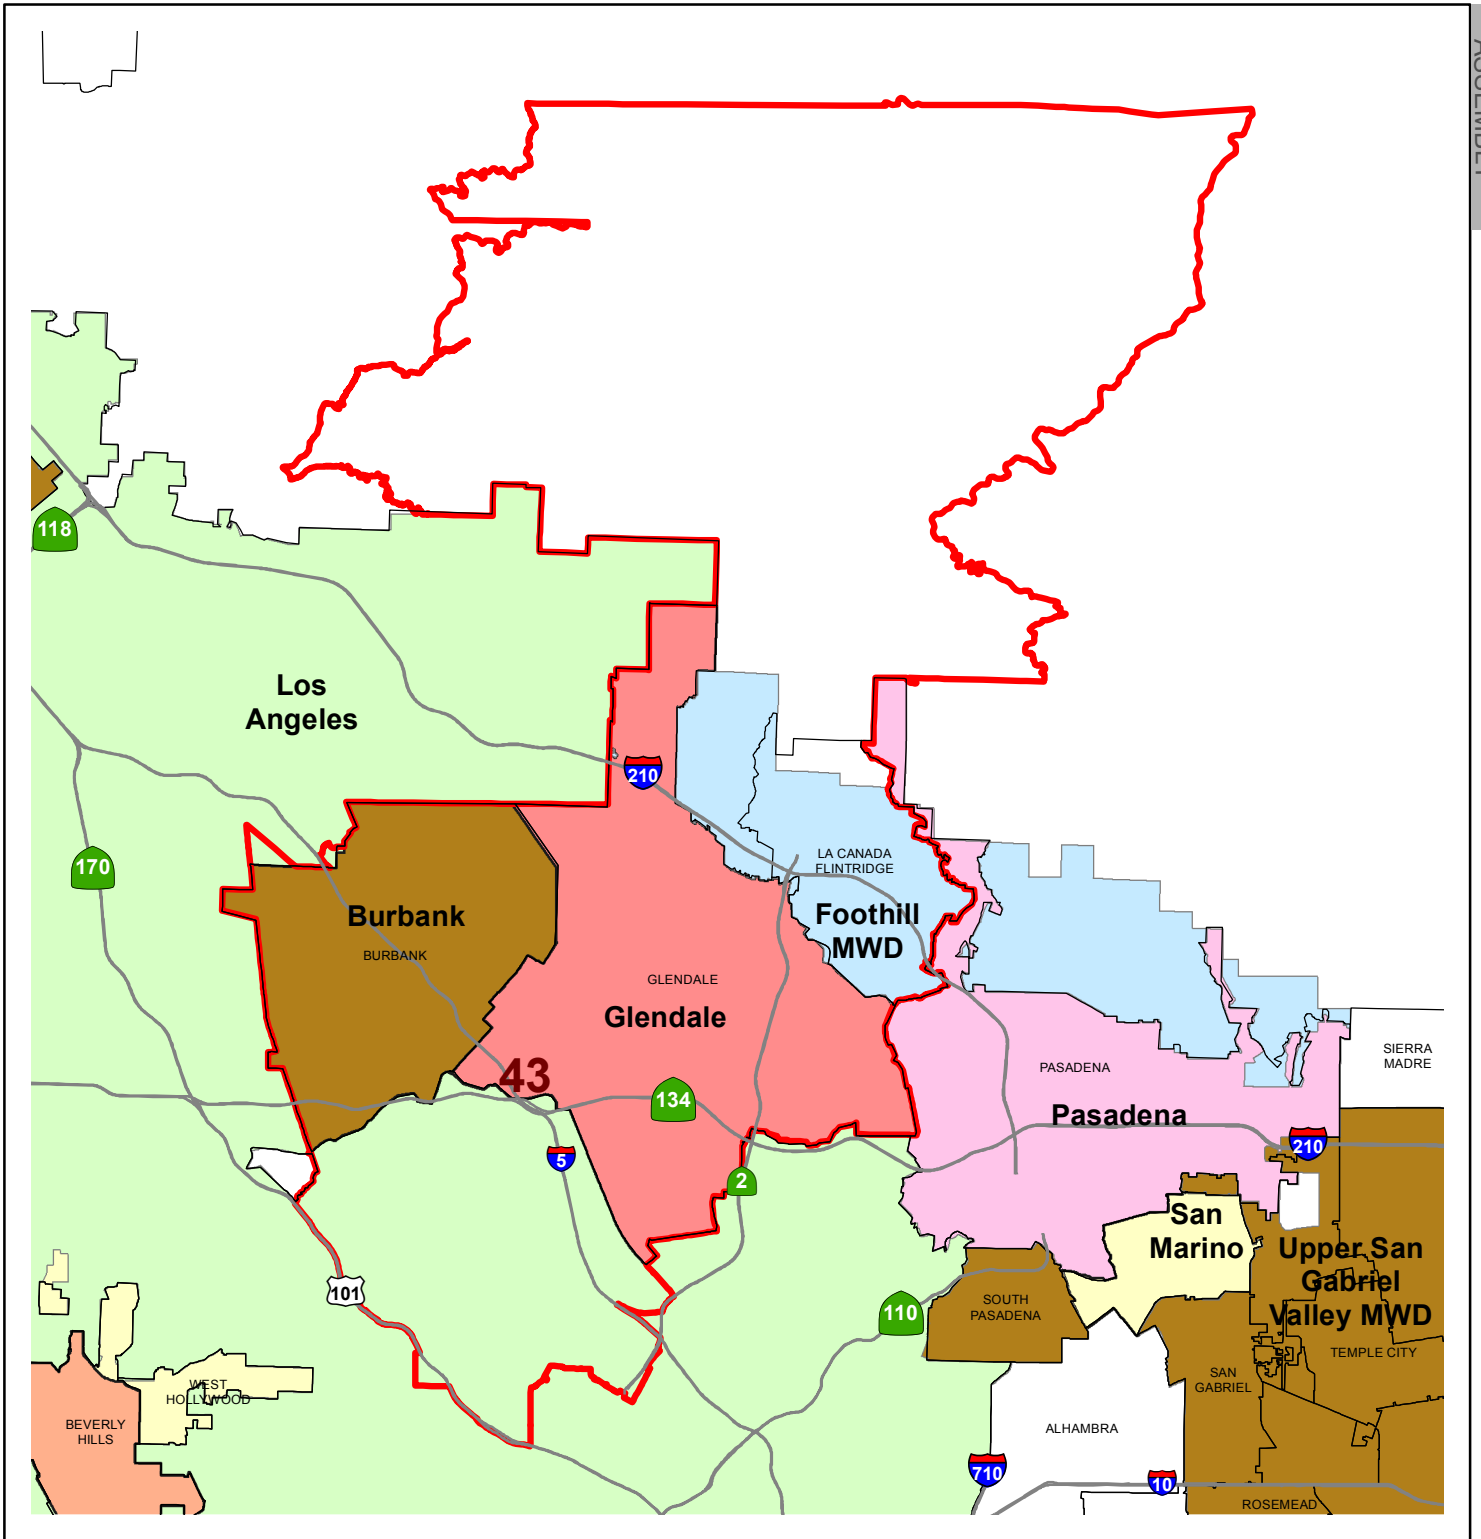 ASSEMBLY
118
Los
Angeles
210
170
LA CANADA
FLINTRIDGE
Burbank
Foothill
MWD
BURBANK
GLENDALE
Glendale
SIERRA
MADRE
43
PASADENA
134
Pasadena
5
210
2
San
Marino
Upper San
Gabriel
Valley MWD
101
110
SOUTH
PASADENA
TEMPLE CITY
WEST
HOLLYWOOD
SAN
GABRIEL
BEVERLY
HILLS
ALHAMBRA
710
10
ROSEMEAD